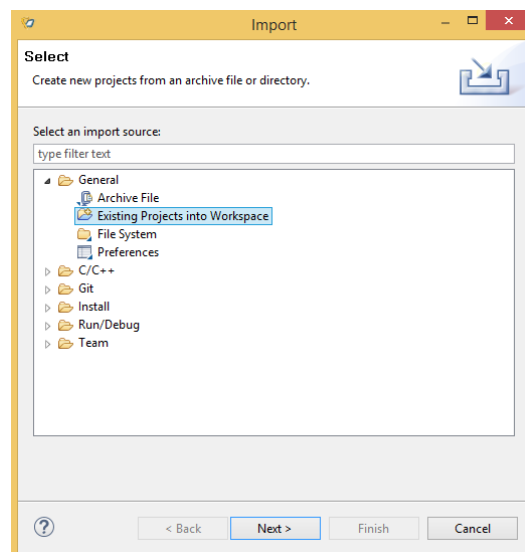 Import
Select
Create new projects from an archive file or directory.
Select an import source:
type filter text
General
Archive File
Existing Projects into Workspace
File System
Preferences
C/C++
Git
Install
Run/Debug
Team
? < Back Next > Finish Cancel